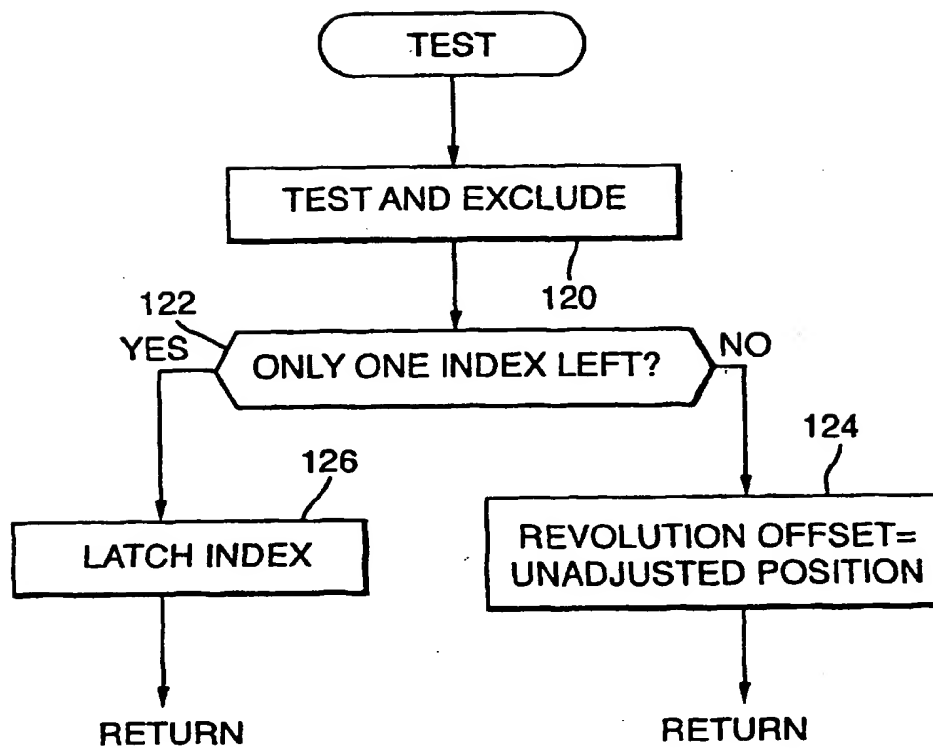 TEST
TEST AND EXCLUDE
120
122
YES
ONLY ONE INDEX LEFT?
NO
124
126
LATCH INDEX
REVOLUTION OFFSET=
UNADJUSTED POSITION
RETURN
RETURN